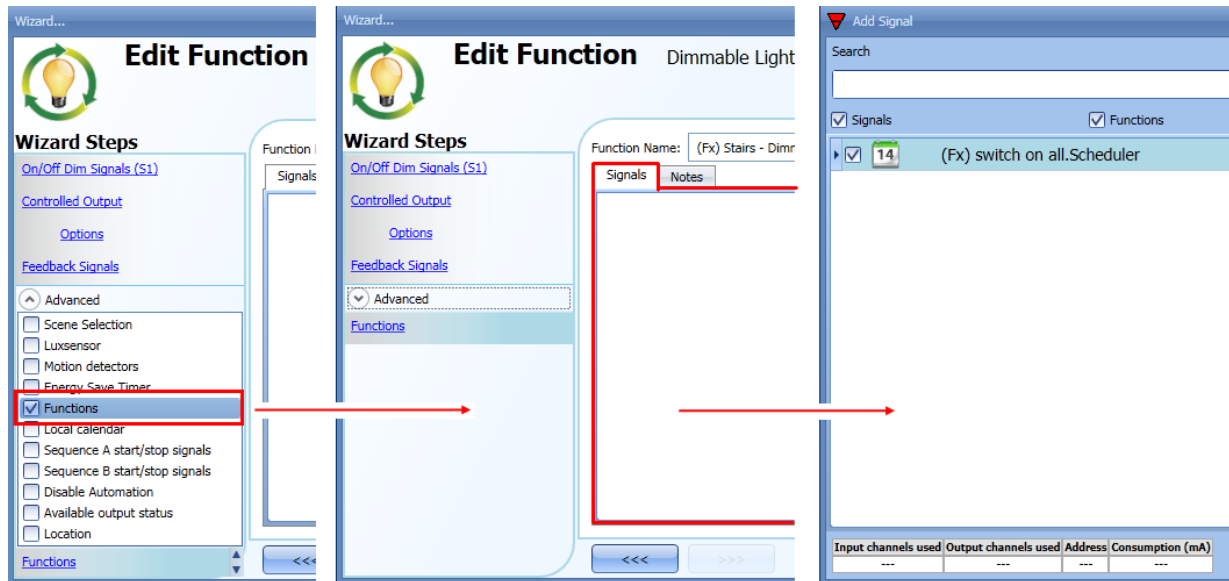 Wizard...
Edit Function
Wizard Steps
On/Off Dim Signals (S1)
Controlled Output
Options
Feedback Signals
Advanced
Scene Selection
Luxsensor
Motion detectors
Energy Save Timer
Functions
Local calendar
Sequence A start/stop signals
Sequence B start/stop signals
Disable Automation
Available output status
Location
Functions
Function
Signals
<<<
Wizard...
Edit Function Dimmable Light
Wizard Steps
On/Off Dim Signals (S1)
Controlled Output
Options
Feedback Signals
Advanced
Functions
Function Name: (Fx) Stairs - Dimm
Signals Notes
<<< >>>
Add Signal
Search
Signals Functions
14 (Fx) switch on all.Scheduler
Input channels used Output channels used Address Consumption (mA)
--- --- --- ---